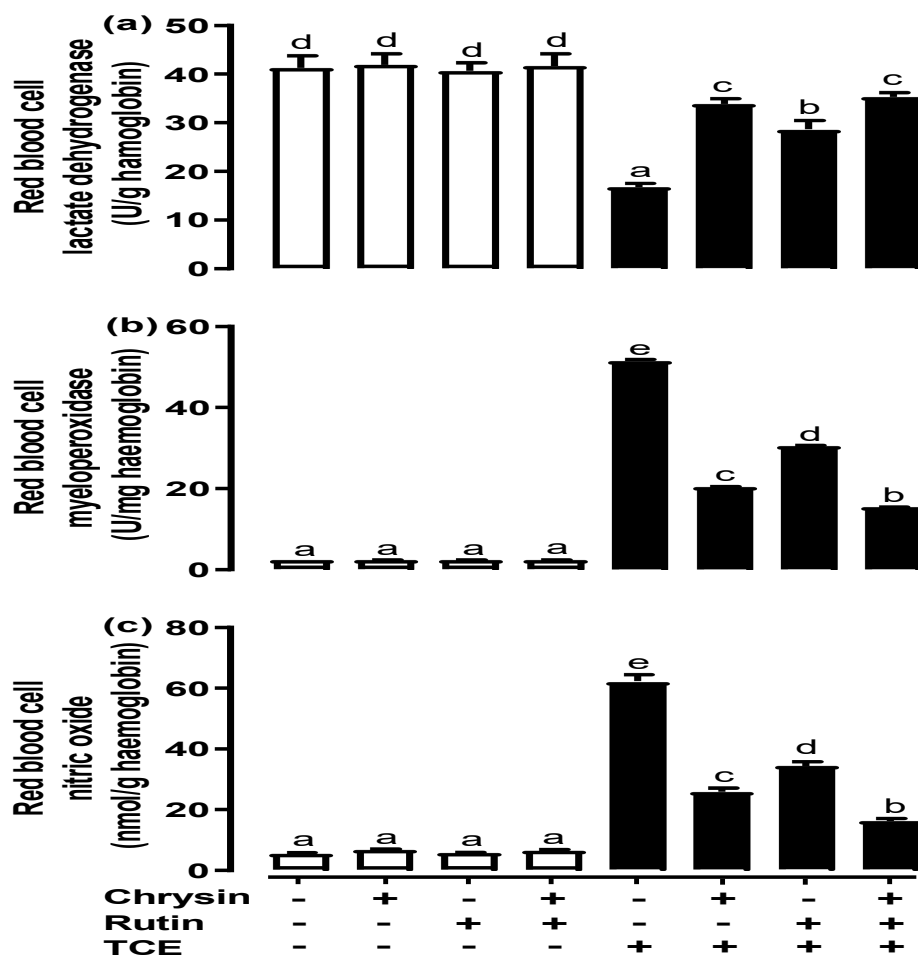 (a)
Red blood cell
lactate dehydrogenase
(U/g hamoglobin)
50
40
30
20
10
0
d d d d a c b c
(b)
Red blood cell
myeloperoxidase
(U/mg haemoglobin)
60
40
20
0
a a a a e c d b
(c)
Red blood cell
nitric oxide
(nmol/g haemoglobin)
80
60
40
20
0
a a a a e c d b
Chrysin - + - + - + - +
Rutin - - + + - - + +
TCE - - - - + + + +